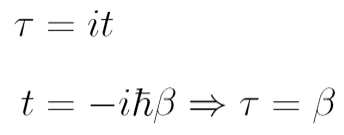 τ = it
t = −iħβ ⇒ τ = β